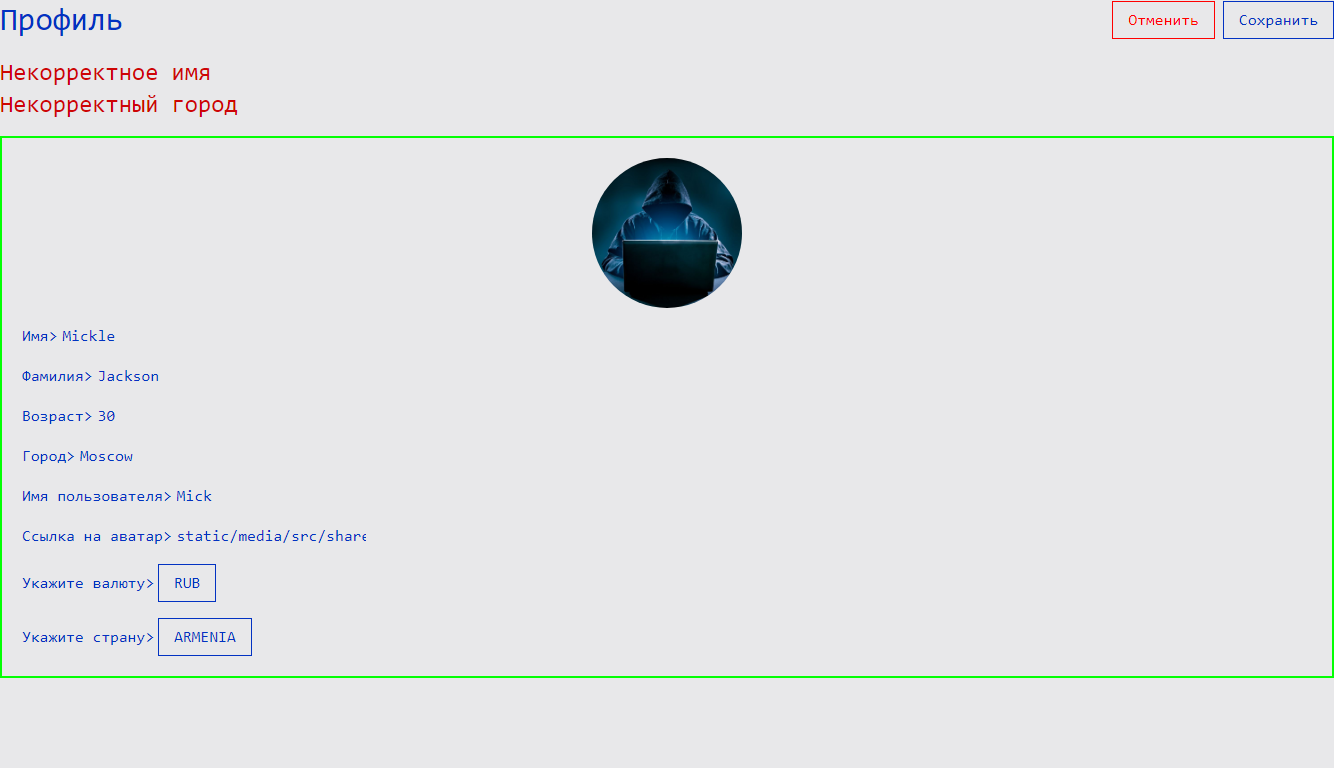 Профиль
Отменить
Сохранить
Некорректное имя
Некорректный город
Имя> Mickle
Фамилия> Jackson
Возраст> 30
Город> Moscow
Имя пользователя> Mick
Ссылка на аватар> static/media/src/share
Укажите валюту> RUB
Укажите страну> ARMENIA